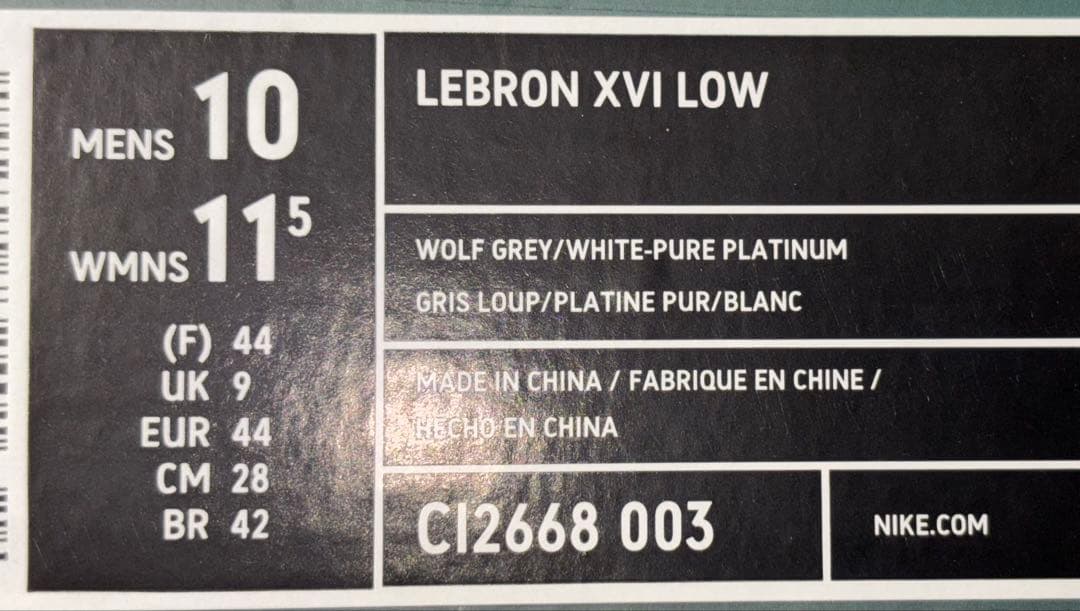 MENS 10
WMNS 11⁵
(F) 44
UK 9
EUR 44
CM 28
BR 42
LEBRON XVI LOW
WOLF GREY/WHITE-PURE PLATINUM
GRIS LOUP/PLATINE PUR/BLANC
MADE IN CHINA / FABRIQUE EN CHINE /
HECHO EN CHINA
CI2668 003
NIKE.COM